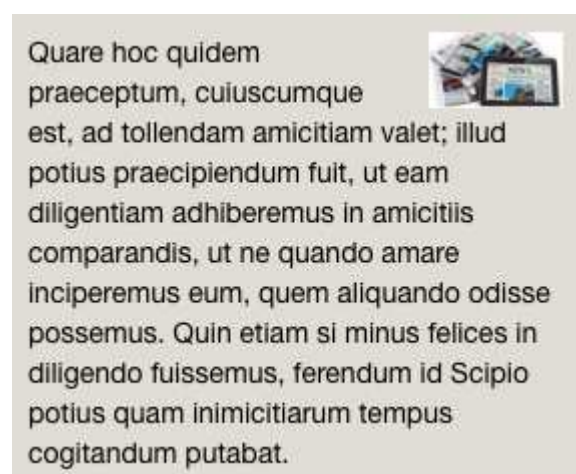 Quare hoc quidem
praeceptum, cuiuscumque
est, ad tollendam amicitiam valet; illud
potius praecipiendum fuit, ut eam
diligentiam adhiberemus in amicitiis
comparandis, ut ne quando amare
inciperemus eum, quem aliquando odisse
possemus. Quin etiam si minus felices in
diligendo fuissemus, ferendum id Scipio
potius quam inimicitiarum tempus
cogitandum putabat.